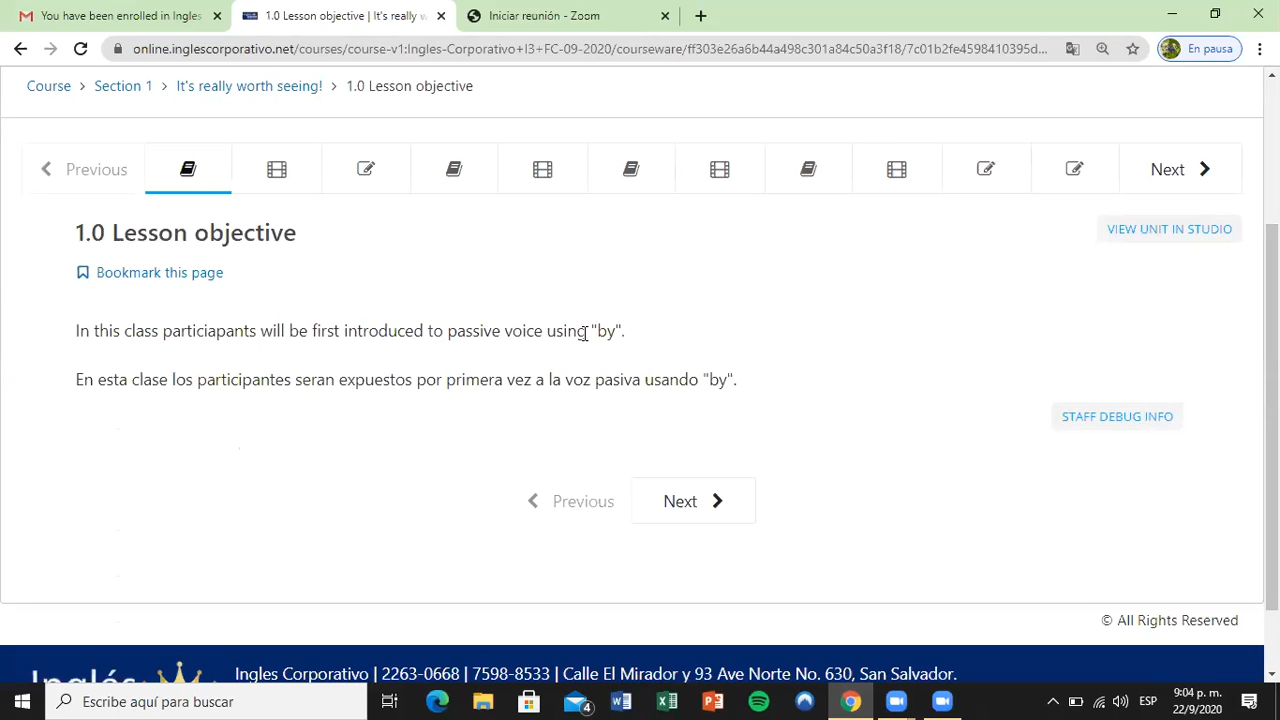 You have been enrolled in Ingles
1.0 Lesson objective | It's really w
Iniciar reunión - Zoom
online.inglescorporativo.net/courses/course-v1:Ingles-Corporativo I3+FC-09-2020/courseware/ff303e26a6b44a498c301a84c50a3f18/7c01b2fe4598410395d...
En pausa
Course > Section 1 > It's really worth seeing! > 1.0 Lesson objective
Previous
Next
1.0 Lesson objective
VIEW UNIT IN STUDIO
Bookmark this page
In this class particiapants will be first introduced to passive voice using "by".
En esta clase los participantes seran expuestos por primera vez a la voz pasiva usando "by".
STAFF DEBUG INFO
Previous
Next
© All Rights Reserved
Inglés
Ingles Corporativo | 2263-0668 | 7598-8533 | Calle El Mirador y 93 Ave Norte No. 630, San Salvador.
Escribe aquí para buscar
4
ESP
9:04 p. m.
22/9/2020